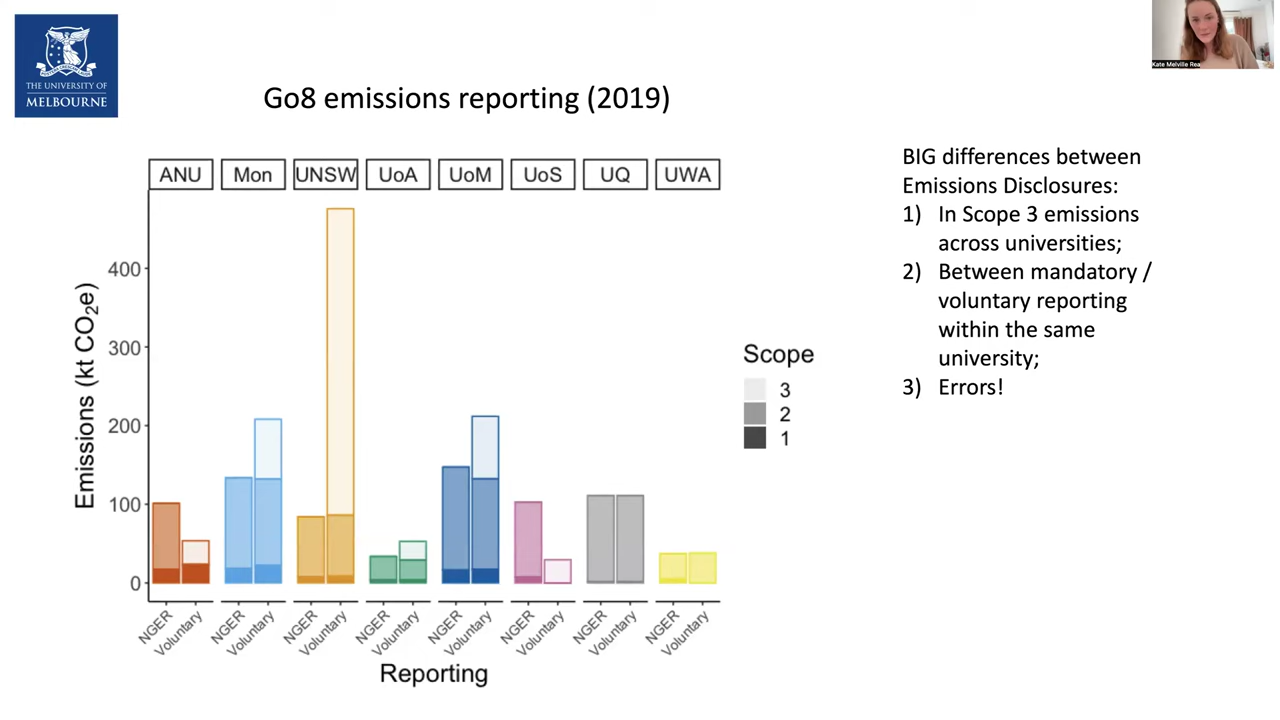 THE UNIVERSITY OF
MELBOURNE
Kate Melville Rea
Go8 emissions reporting (2019)
ANU Mon UNSW UoA UoM UoS UQ UWA
Emissions (kt CO₂e)
400
300
200
100
0
NGER Voluntary NGER Voluntary NGER Voluntary NGER Voluntary NGER Voluntary NGER Voluntary NGER Voluntary NGER Voluntary
Reporting
Scope
3
2
1
BIG differences between
Emissions Disclosures:
1) In Scope 3 emissions
across universities;
2) Between mandatory /
voluntary reporting
within the same
university;
3) Errors!